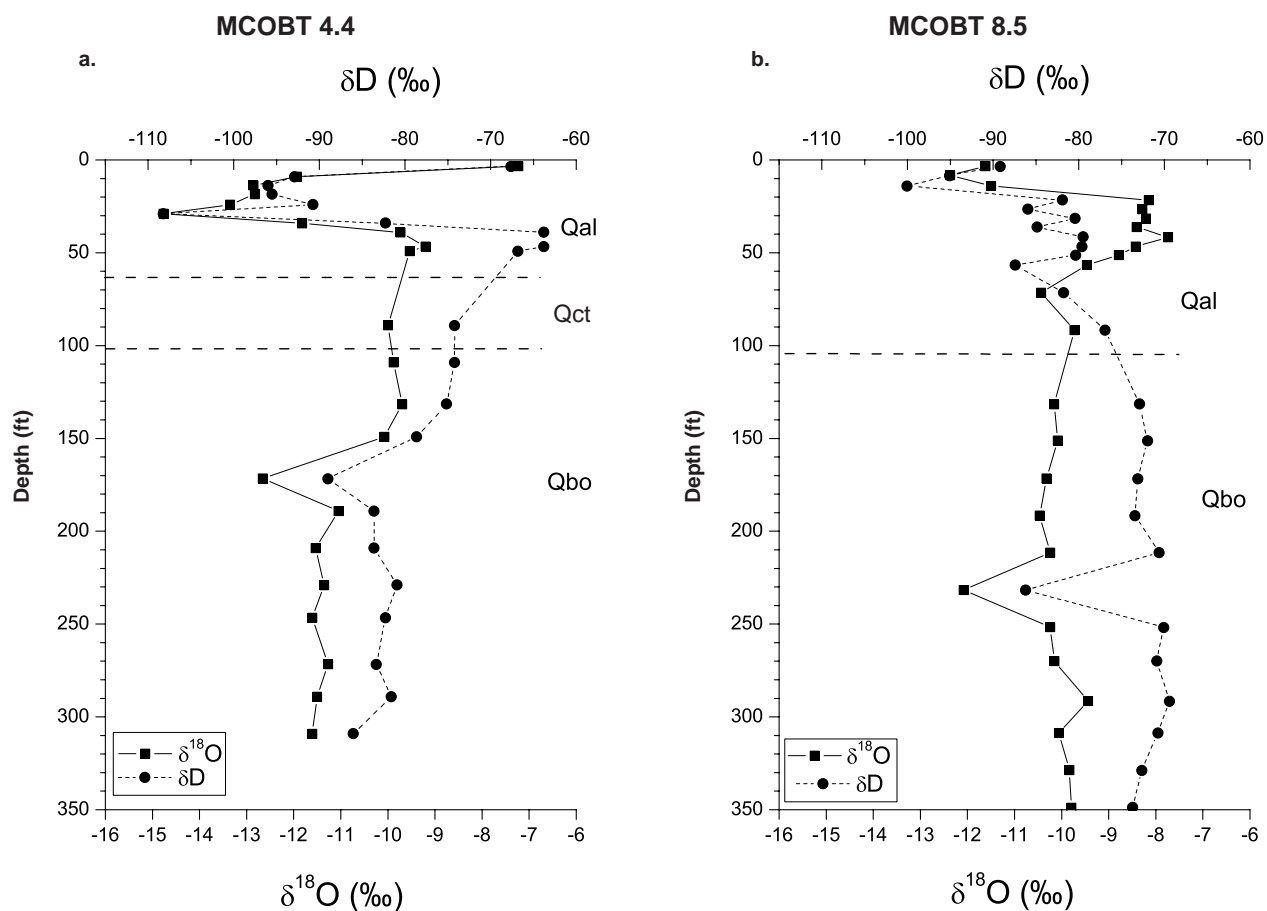 MCOBT 4.4
a.
δD (‰)
-110 -100 -90 -80 -70 -60
0
50
100
150
200
250
300
350
Depth (ft)
Qal
Qct
Qbo
δ¹⁸O
δD
-16 -15 -14 -13 -12 -11 -10 -9 -8 -7 -6
δ¹⁸O (‰)
MCOBT 8.5
b.
δD (‰)
-110 -100 -90 -80 -70 -60
0
50
100
150
200
250
300
350
Depth (ft)
Qal
Qbo
δ¹⁸O
δD
-16 -15 -14 -13 -12 -11 -10 -9 -8 -7 -6
δ¹⁸O (‰)